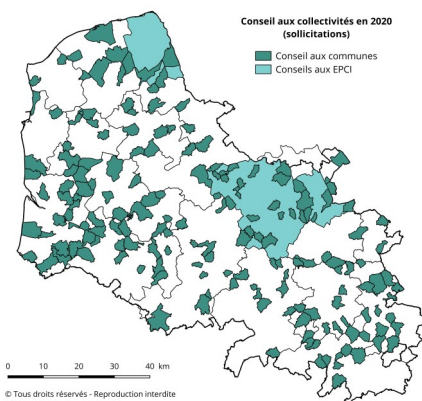 Conseil aux collectivités en 2020
(sollicitations)
Conseil aux communes
Conseils aux EPCI
0 10 20 30 40 km
© Tous droits réservés - Reproduction interdite